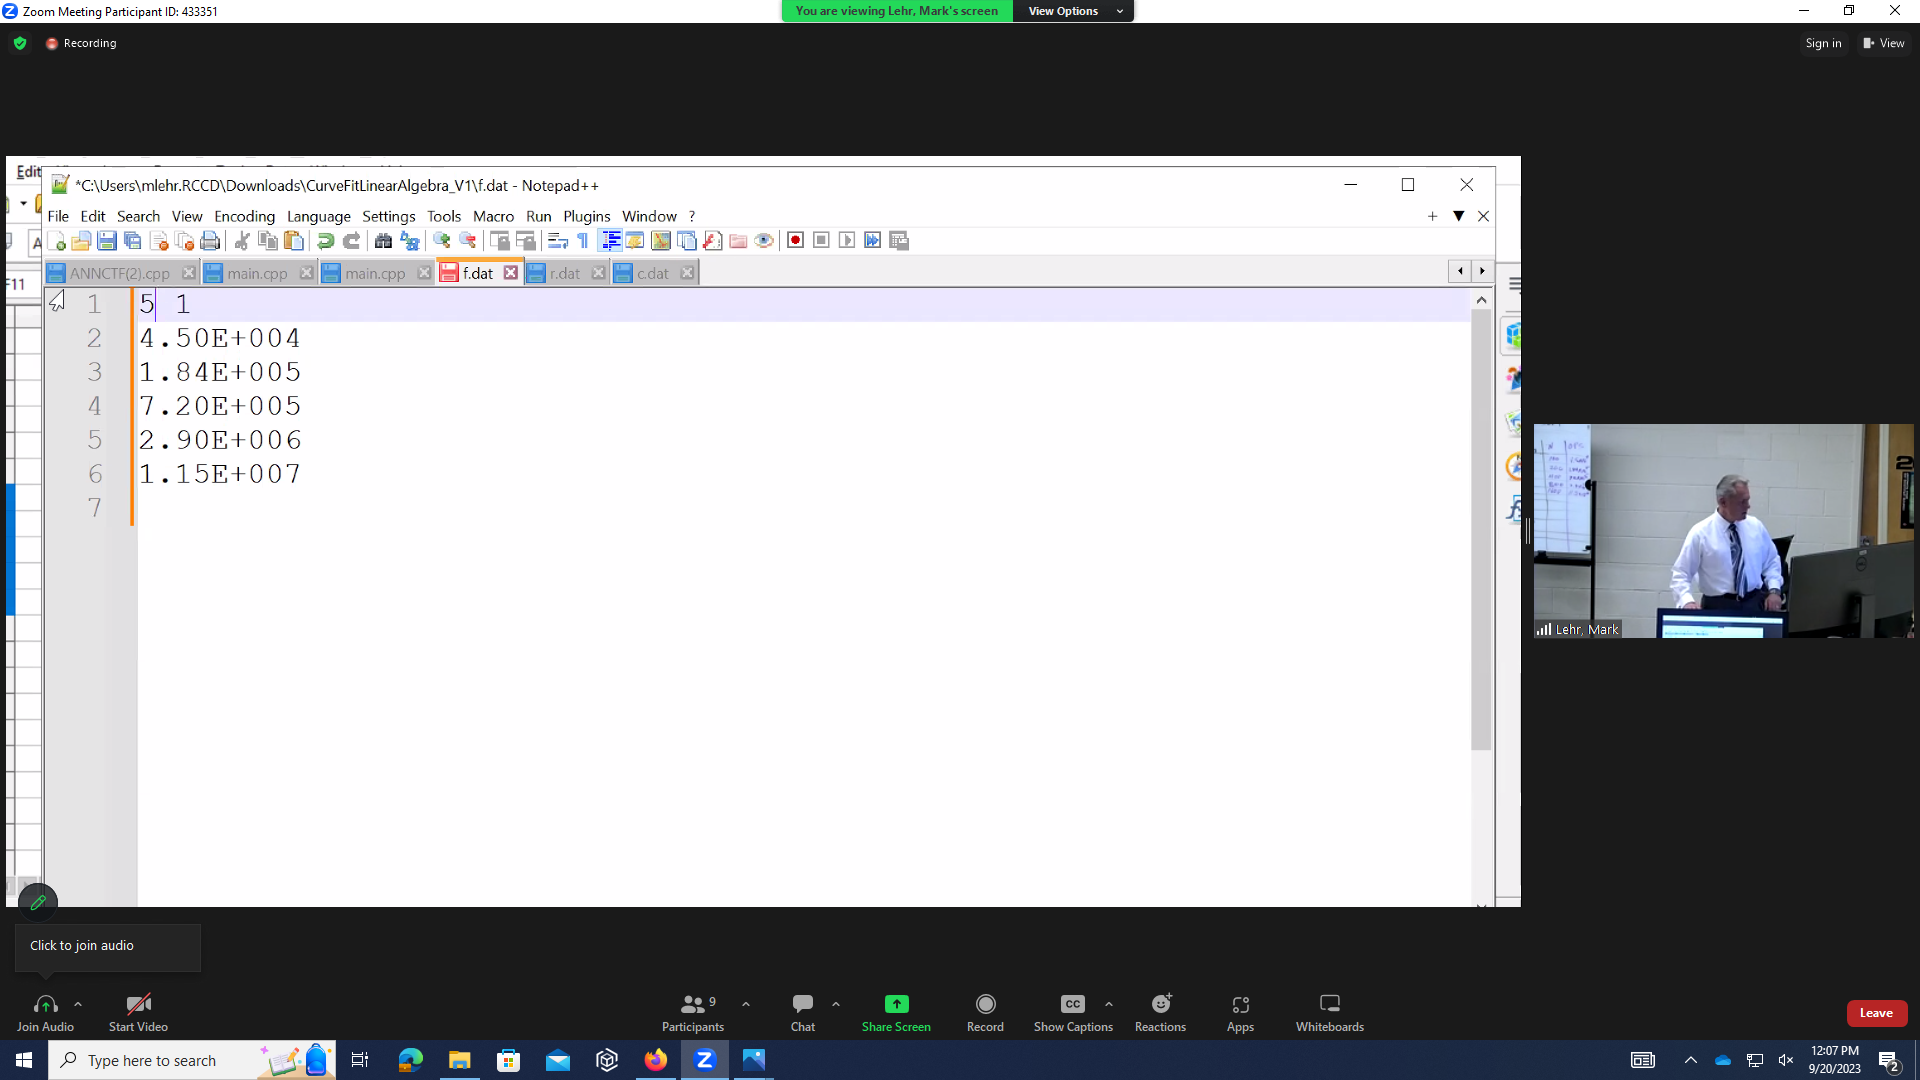 Zoom Meeting Participant ID: 433351
You are viewing Lehr, Mark's screen
View Options
Recording
Sign in
View
Edit
*C:\Users\mlehr.RCCD\Downloads\CurveFitLinearAlgebra_V1\f.dat - Notepad++
File Edit Search View Encoding Language Settings Tools Macro Run Plugins Window ?
ANNCTF(2).cpp main.cpp main.cpp f.dat r.dat c.dat
F11
1 5 1
2 4.50E+004
3 1.84E+005
4 7.20E+005
5 2.90E+006
6 1.15E+007
7
Lehr, Mark
Click to join audio
Join Audio
Start Video
9
Participants
Chat
Share Screen
CC
Record
Show Captions
Reactions
Apps
Whiteboards
Leave
Type here to search
12:07 PM
9/20/2023
2